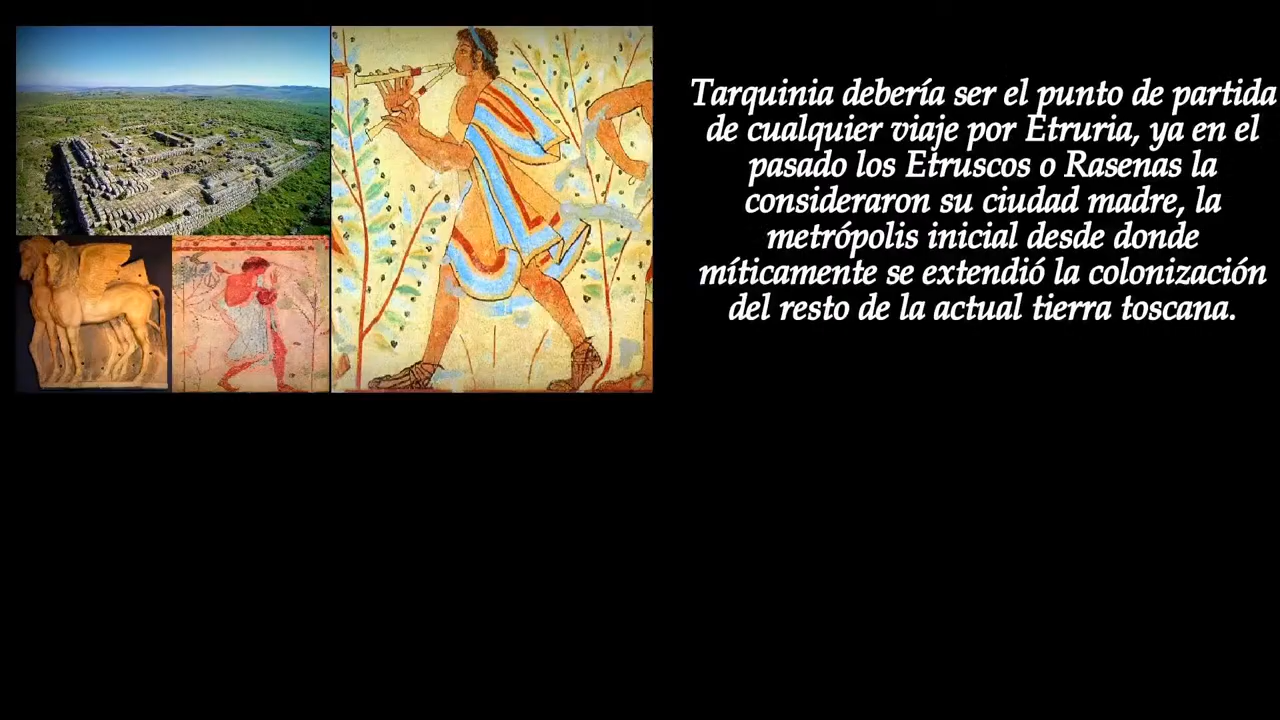 Tarquinia debería ser el punto de partida
de cualquier viaje por Etruria, ya en el
pasado los Etruscos o Rasenas la
consideraron su ciudad madre, la
metrópolis inicial desde donde
míticamente se extendió la colonización
del resto de la actual tierra toscana.